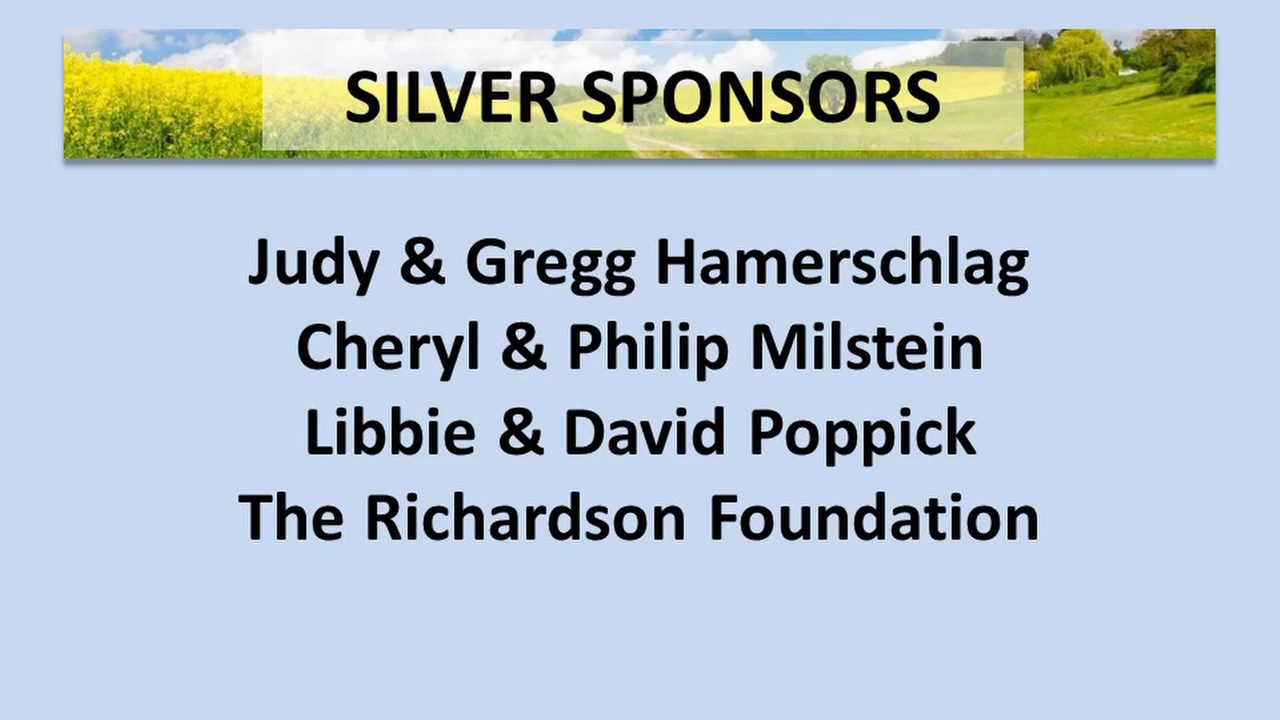 SILVER SPONSORS
Judy & Gregg Hamerschlag
Cheryl & Philip Milstein
Libbie & David Poppick
The Richardson Foundation